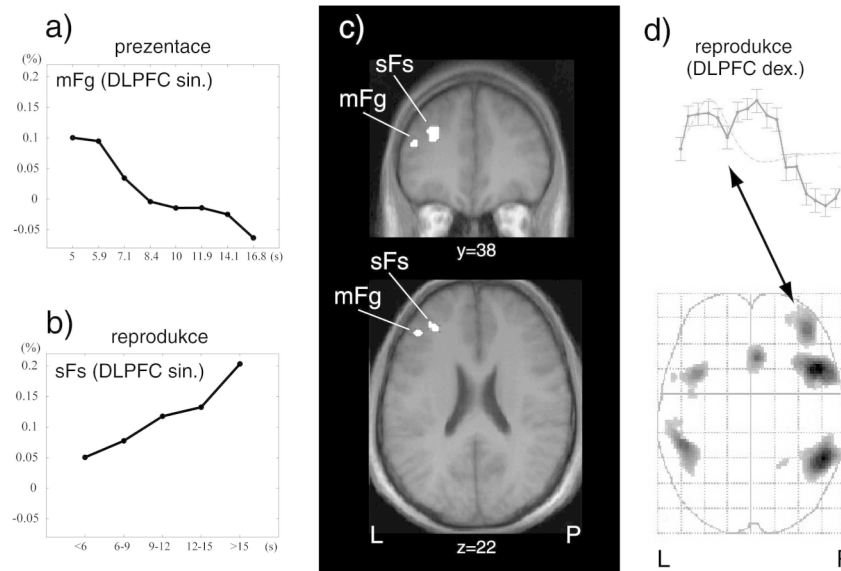 a)
prezentace
(%)
mFg (DLPFC sin.)
0.2
0.15
0.1
0.05
0
-0.05
5 5.9 7.1 8.4 10 11.9 14.1 16.8 (s)
b)
reprodukce
(%)
sFs (DLPFC sin.)
0.2
0.15
0.1
0.05
0
-0.05
<6 6-9 9-12 12-15 >15 (s)
c)
sFs
mFg
y=38
sFs
mFg
L P
z=22
d)
reprodukce
(DLPFC dex.)
L